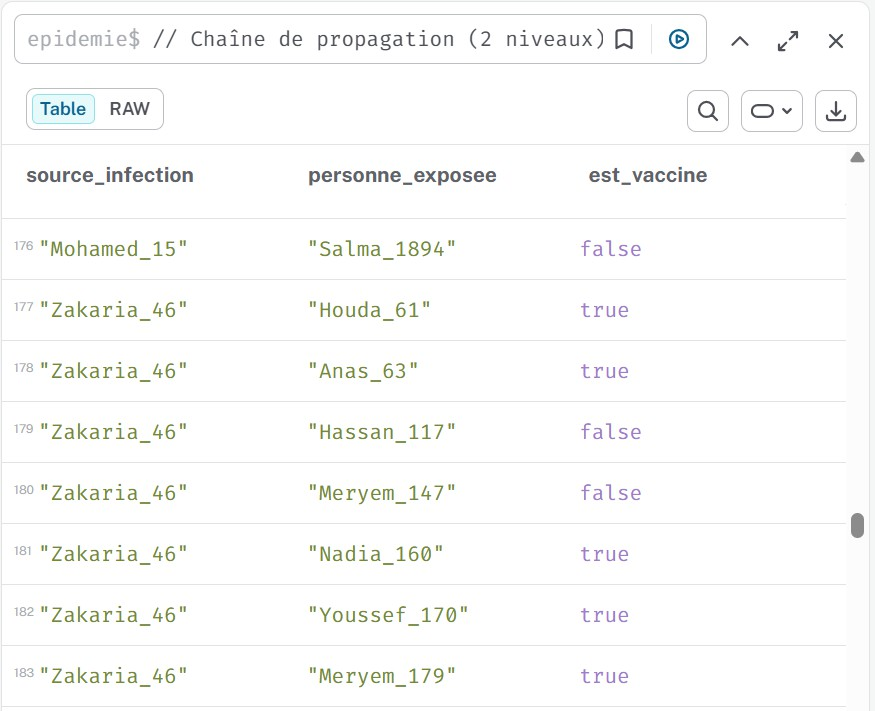 epidemie$ // Chaîne de propagation (2 niveaux)
Table RAW
source_infection personne_exposee est_vaccine
176 "Mohamed_15" "Salma_1894" false
177 "Zakaria_46" "Houda_61" true
178 "Zakaria_46" "Anas_63" true
179 "Zakaria_46" "Hassan_117" false
180 "Zakaria_46" "Meryem_147" false
181 "Zakaria_46" "Nadia_160" true
182 "Zakaria_46" "Youssef_170" true
183 "Zakaria_46" "Meryem_179" true